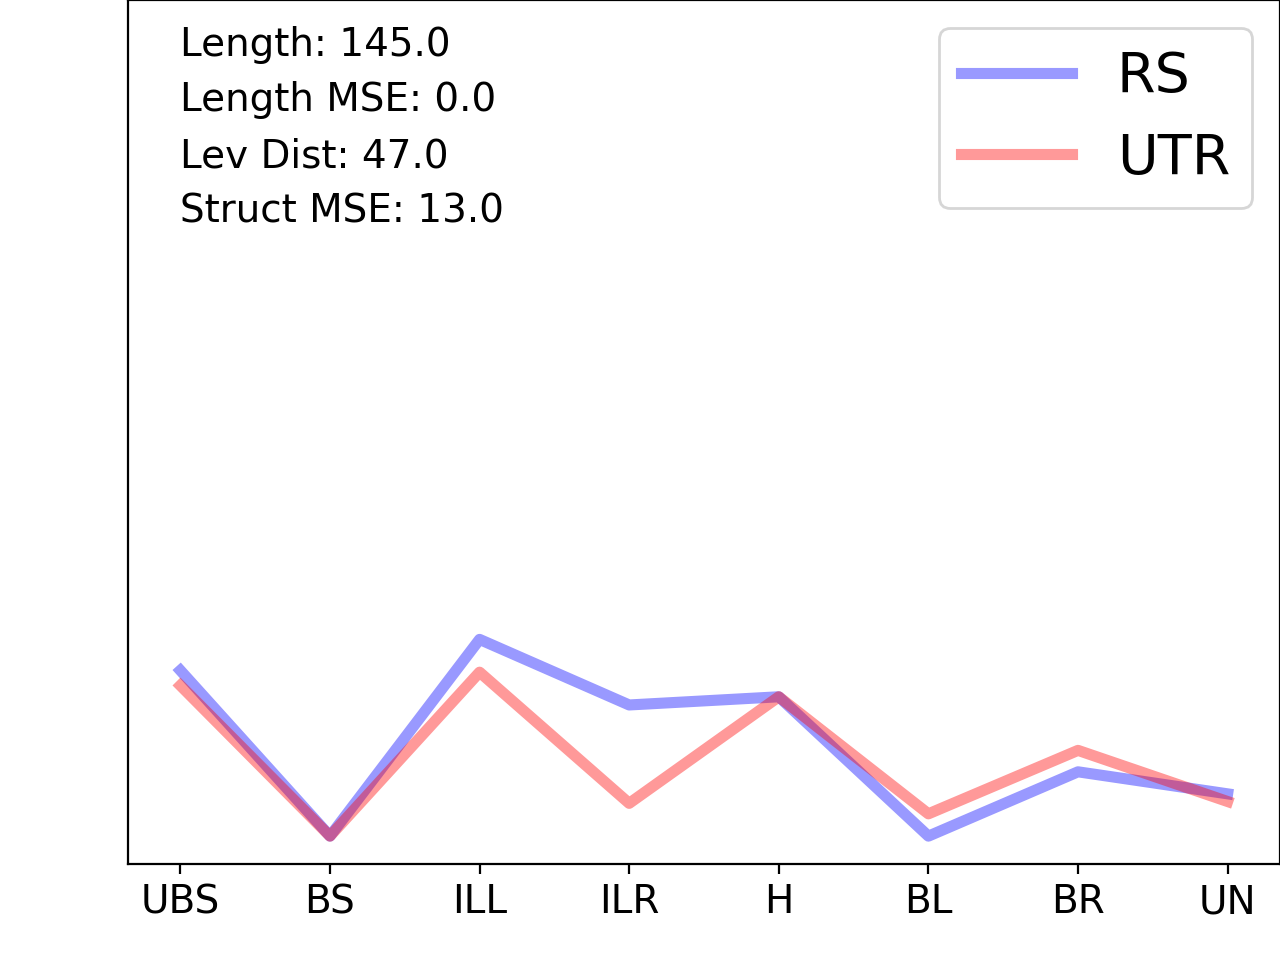 Length: 145.0
Length MSE: 0.0
Lev Dist: 47.0
Struct MSE: 13.0
RS
UTR
UBS BS ILL ILR H BL BR UN